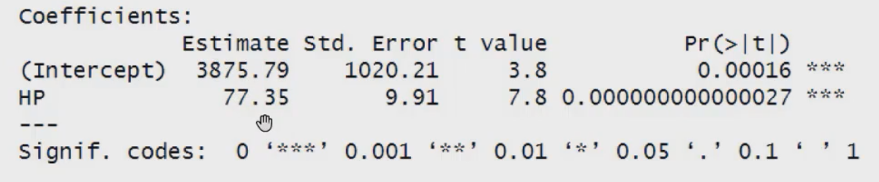 Coefficients:
Estimate Std. Error t value Pr(>|t|)
(Intercept) 3875.79 1020.21 3.8 0.00016 ***
HP 77.35 9.91 7.8 0.000000000000027 ***
---
Signif. codes: 0 ‘***’ 0.001 ‘**’ 0.01 ‘*’ 0.05 ‘.’ 0.1 ‘ ’ 1